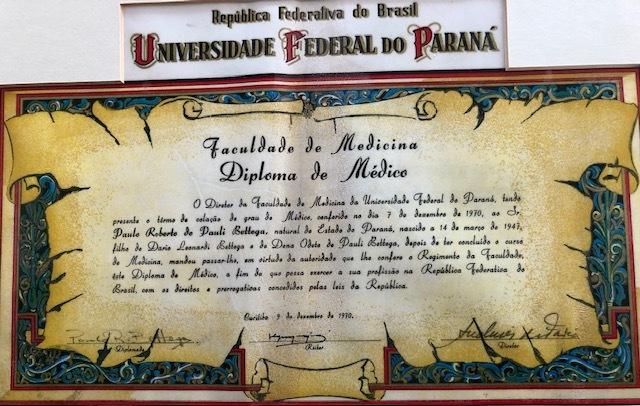 República Federativa do Brasil
UNIVERSIDADE FEDERAL DO PARANÁ
Faculdade de Medicina
Diploma de Médico
O Diretor da Faculdade de Medicina da Universidade Federal do Paraná, tendo
presente o têrmo de colação de grau de Médico, conferido no dia 7 de dezembro de 1970, ao Sr.
Paulo Roberto de Pauli Bettega, natural do Estado do Paraná, nascido a 14 de março de 1947,
filho de Dario Leonardi Bettega e de Dena Odete de Pauli Bettega, depois de ter concluído o curso
de Medicina, mandou passar-lhe, em virtude da autoridade que lhe confere o Regimento da Faculdade,
êste Diploma de Médico, a fim de que possa exercer a sua profissão na República Federativa do
Brasil, com os direitos e prerrogativas concedidos pelas leis da República.
Curitiba 9 de dezembro de 1970.
Diplomado
Reitor
Diretor